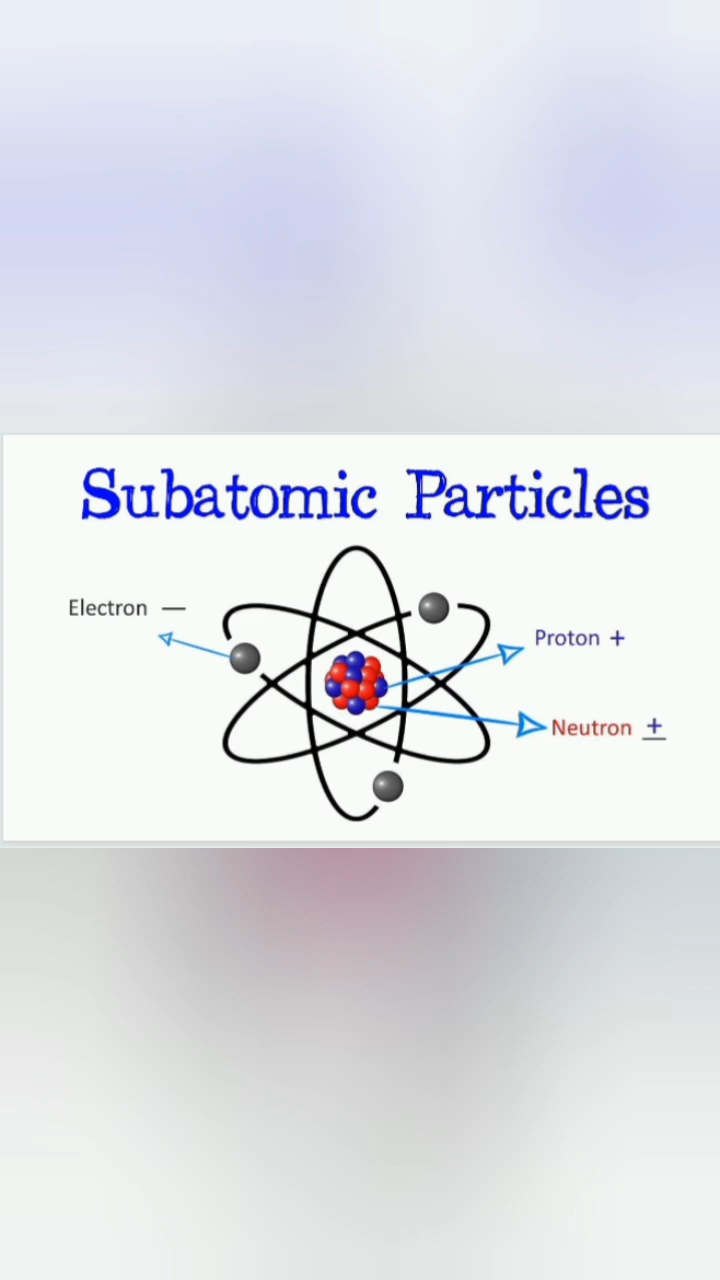 Subatomic Particles
Electron —
Proton +
Neutron ±